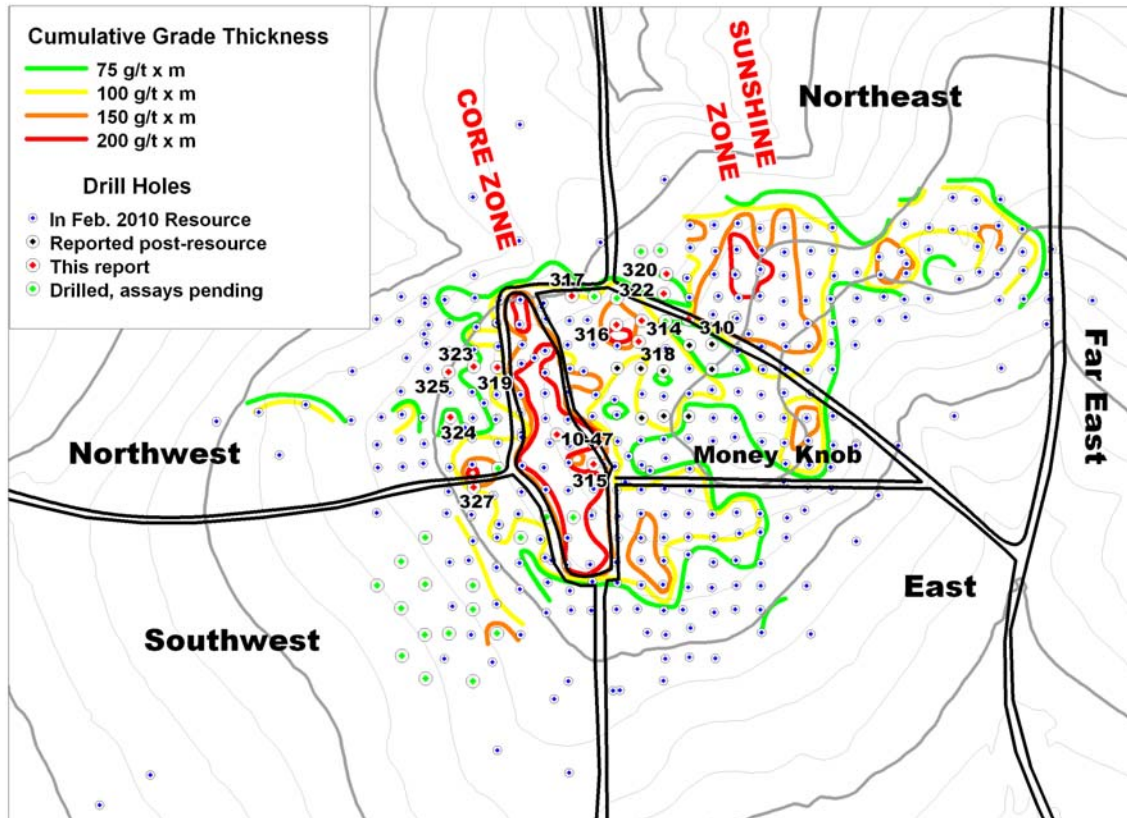 Cumulative Grade Thickness
75 g/t x m
100 g/t x m
150 g/t x m
200 g/t x m
Drill Holes
In Feb. 2010 Resource
Reported post-resource
This report
Drilled, assays pending
CORE ZONE
SUNSHINE
ZONE
Northeast
317
320
322
316
314
310
318
323
325
319
324
10-47
315
327
Northwest
Money Knob
Far East
East
Southwest